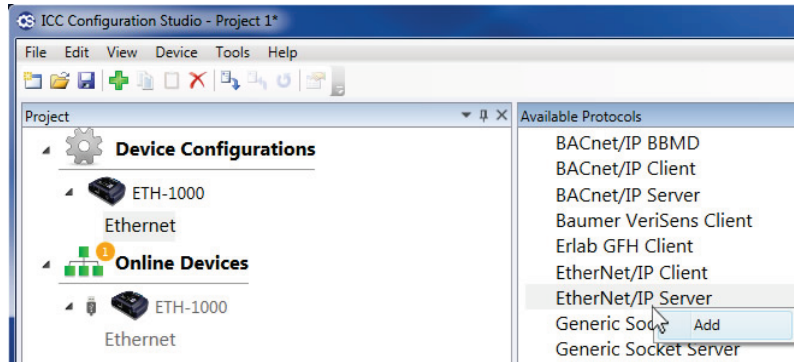 ICC Configuration Studio - Project 1*
File Edit View Device Tools Help
Project
Device Configurations
ETH-1000
Ethernet
1
Online Devices
ETH-1000
Ethernet
Available Protocols
BACnet/IP BBMD
BACnet/IP Client
BACnet/IP Server
Baumer VeriSens Client
Erlab GFH Client
EtherNet/IP Client
EtherNet/IP Server
Generic Add
Generic Socket Server